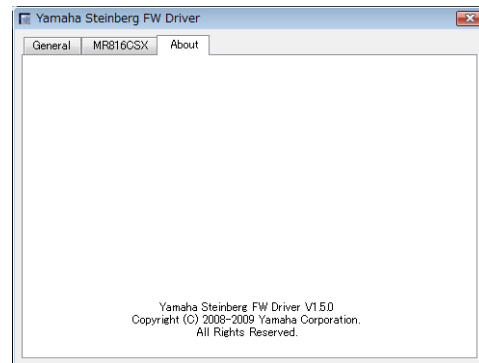 Yamaha Steinberg FW Driver
General MR816CSX About
Yamaha Steinberg FW Driver V1.5.0
Copyright (C) 2008-2009 Yamaha Corporation.
All Rights Reserved.